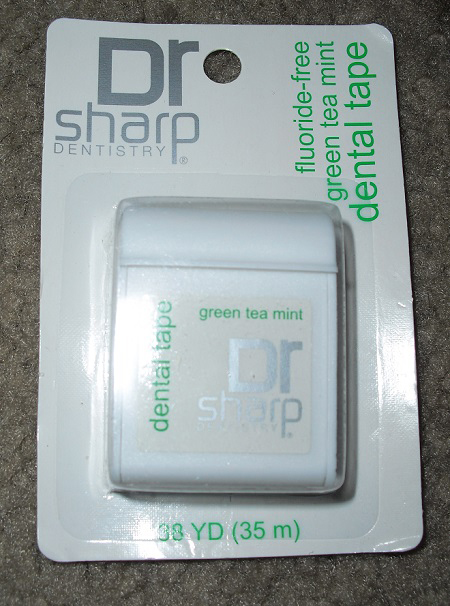 Dr
sharp
DENTISTRY®
fluoride-free
green tea mint
dental tape
green tea mint
dental tape
Dr
sharp
DENTISTRY®
38 YD (35 m)